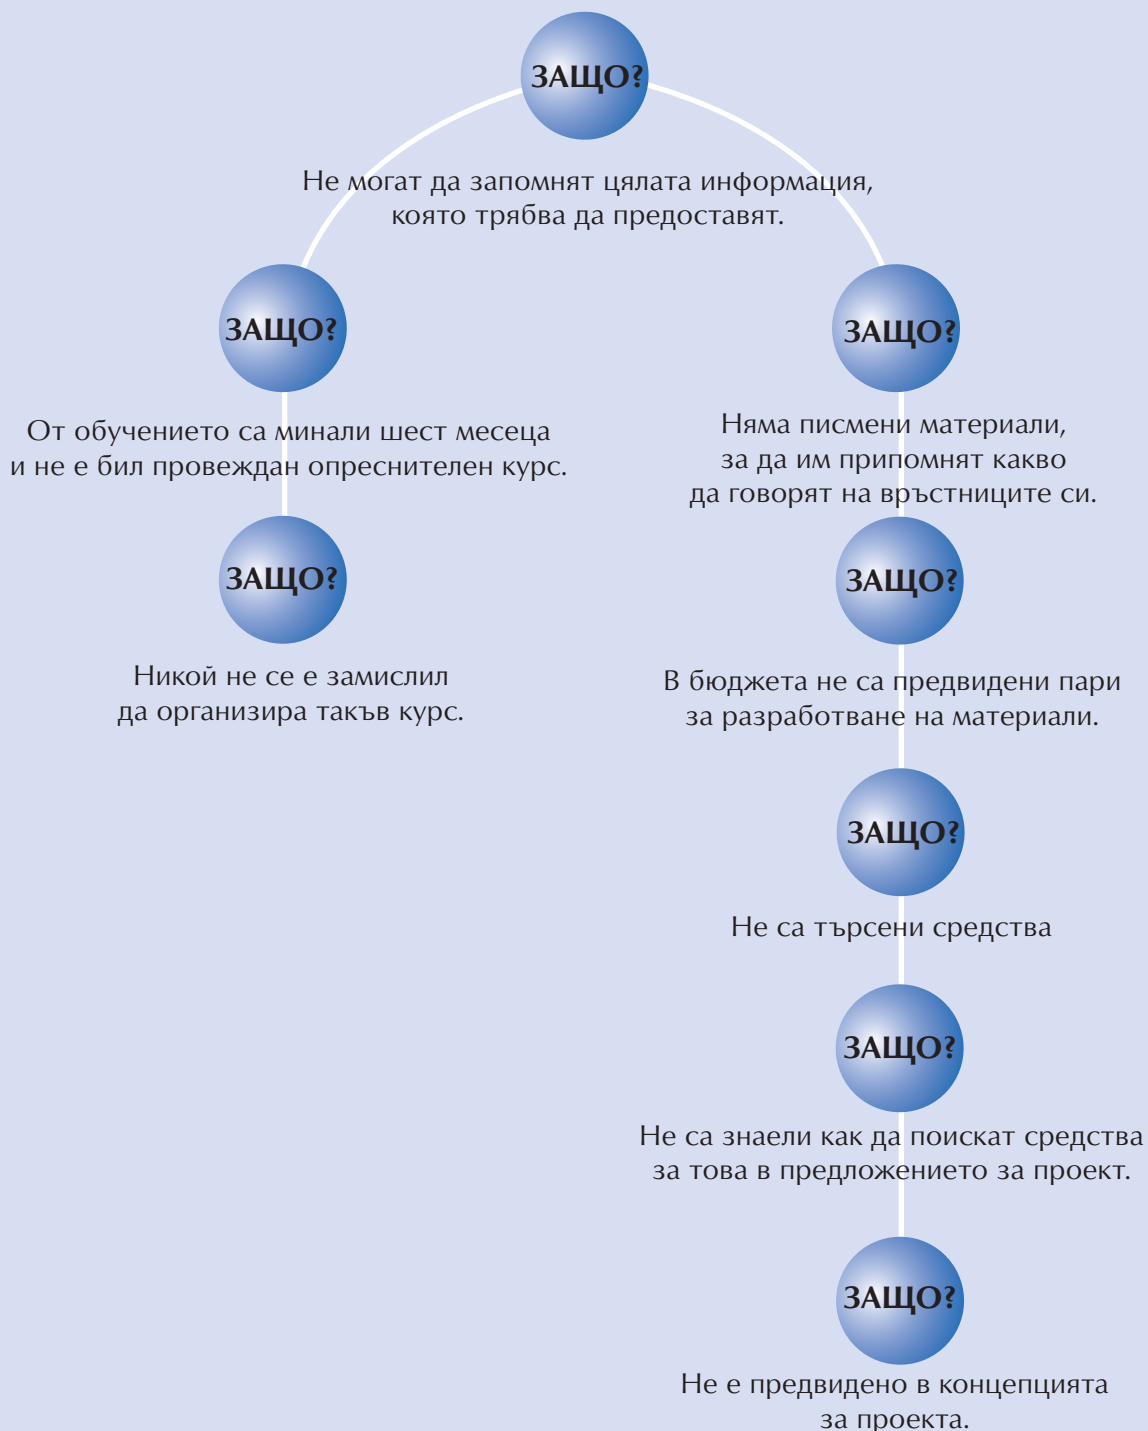 ЗАЩО?
Не могат да запомнят цялата информация,
която трябва да предоставят.
ЗАЩО?
От обучението са минали шест месеца
и не е бил провеждан опреснителен курс.
ЗАЩО?
Никой не се е замислил
да организира такъв курс.
ЗАЩО?
Няма писмени материали,
за да им припомнят какво
да говорят на връстниците си.
ЗАЩО?
В бюджета не са предвидени пари
за разработване на материали.
ЗАЩО?
Не са търсени средства
ЗАЩО?
Не са знаели как да поискат средства
за това в предложението за проект.
ЗАЩО?
Не е предвидено в концепцията
за проекта.